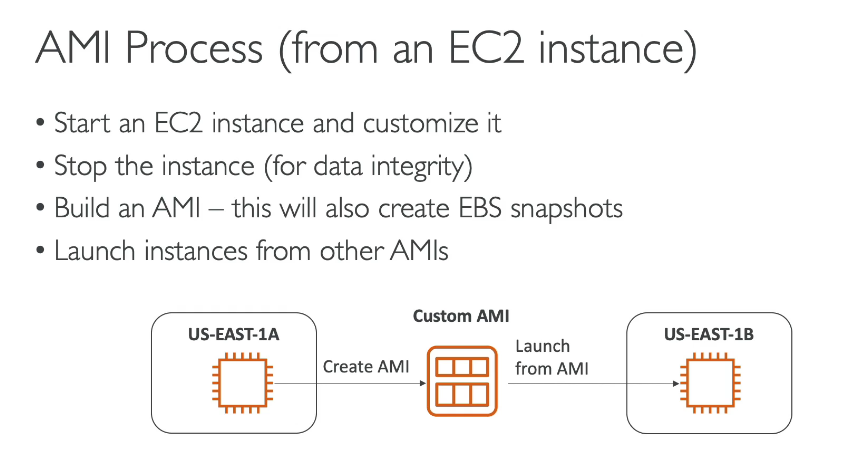 AMI Process (from an EC2 instance)
• Start an EC2 instance and customize it
• Stop the instance (for data integrity)
• Build an AMI – this will also create EBS snapshots
• Launch instances from other AMIs
US-EAST-1A
Create AMI
Custom AMI
Launch
from AMI
US-EAST-1B